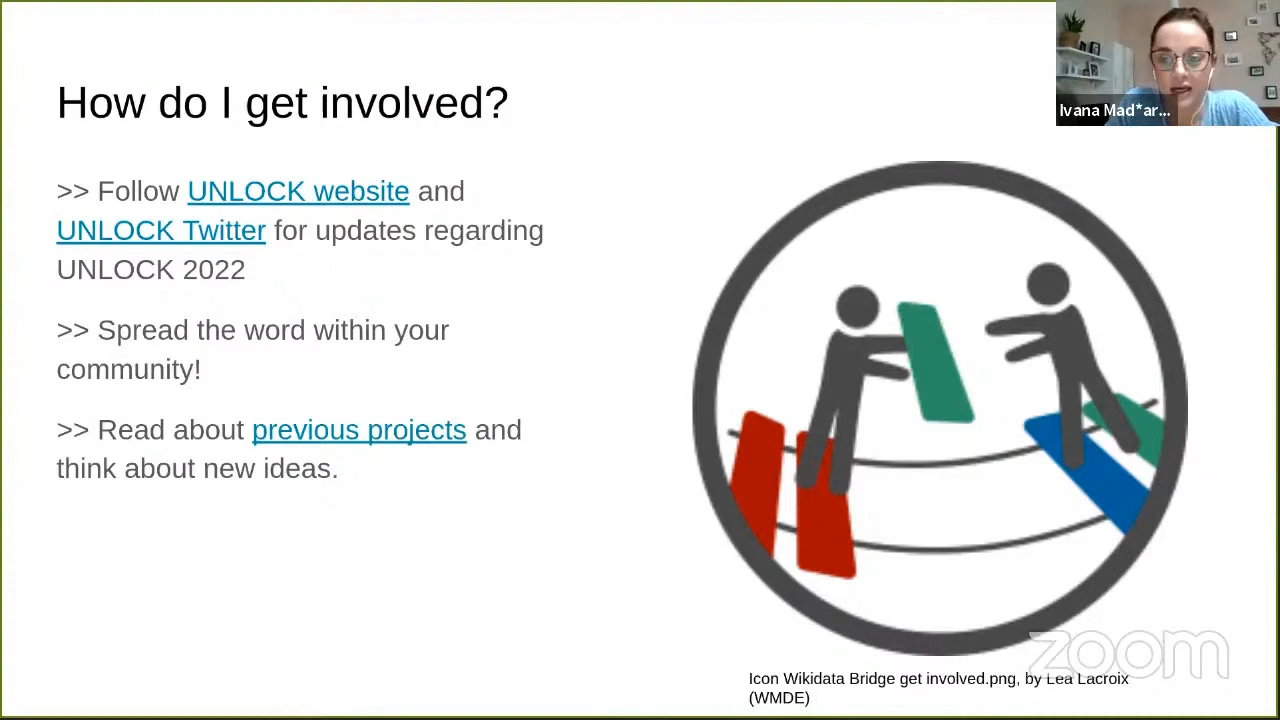 How do I get involved?
Ivana Mad*ar...
>> Follow UNLOCK website and
UNLOCK Twitter for updates regarding
UNLOCK 2022
>> Spread the word within your
community!
>> Read about previous projects and
think about new ideas.
zoom
Icon Wikidata Bridge get involved.png, by Lea Lacroix
(WMDE)